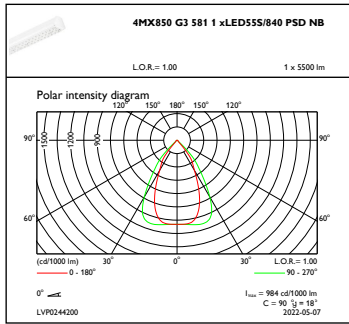 4MX850 G3 581 1 xLED55S/840 PSD NB
L.O.R.= 1.00 1 x 5500 lm
Polar intensity diagram
120° 150° 180° 150° 120°
90° 1500 1200 900 90°
60° 60°
(cd/1000 lm) 30° 0° 30° L.O.R.= 1.00
0 - 180° 90 - 270°
0° Imax = 984 cd/1000 lm
C = 90 °g = 18°
LVP0244200 2022-05-07